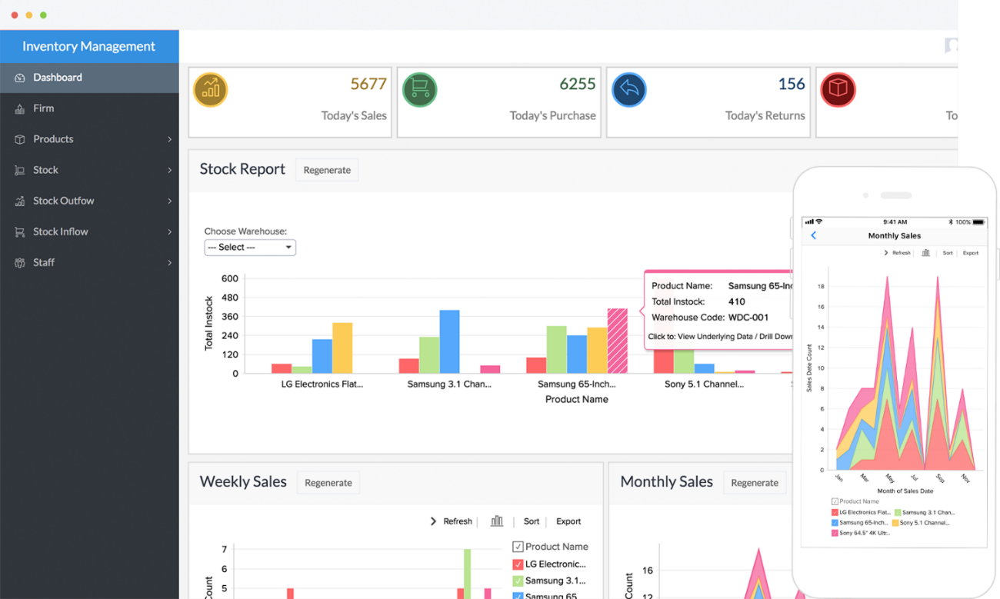 Inventory Management
Dashboard
Firm
Products
Stock
Stock Outfow
Stock Inflow
Staff
5677
Today's Sales
6255
Today's Purchase
156
Today's Returns
To
Stock Report
Regenerate
Choose Warehouse:
--- Select ---
600
480
360
240
120
0
Total Instock
LG Electronics Flat...
Samsung 3.1 Chan...
Samsung 65-Inch...
Sony 5.1 Channel...
Product Name
Product Name: Samsung 65-Inc
Total Instock: 410
Warehouse Code: WDC-001
Click to: View Underlying Data / Drill Down
Weekly Sales
Regenerate
Refresh
Sort
Export
7
6
5
ount
Product Name
LG Electronic...
Samsung 3.1...
Samsung 65
Monthly Sales
Regenerate
16
12
Count
9:41 AM
100%
Monthly Sales
Refresh
Sort
Export
18
16
14
12
10
8
6
4
2
0
Sales Date Count
Jan
Mar
May
Jul
Sep
Nov
Month of Sales Date
Product Name
LG Electronics Flat...
Samsung 3.1 Chan...
Samsung 65-Inch...
Sony 5.1 Channel...
Sony 64.5" 4K Ultr...